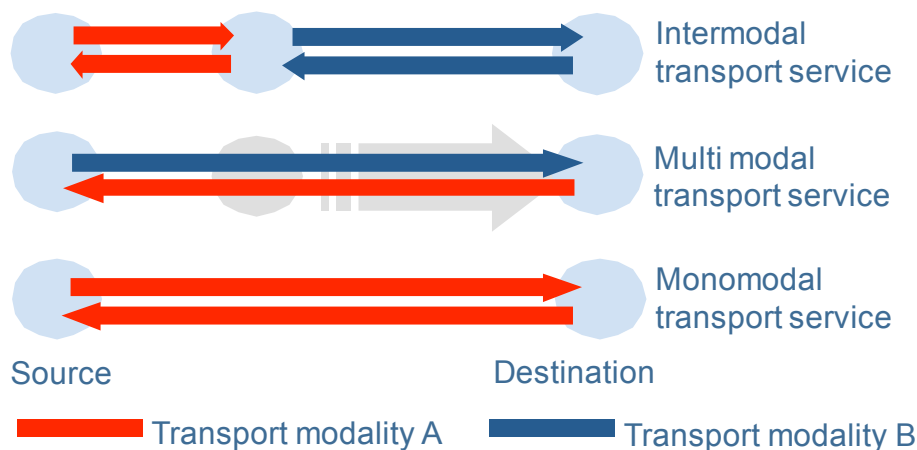 Intermodal
transport service
Multi modal
transport service
Monomodal
transport service
Source
Destination
Transport modality A
Transport modality B